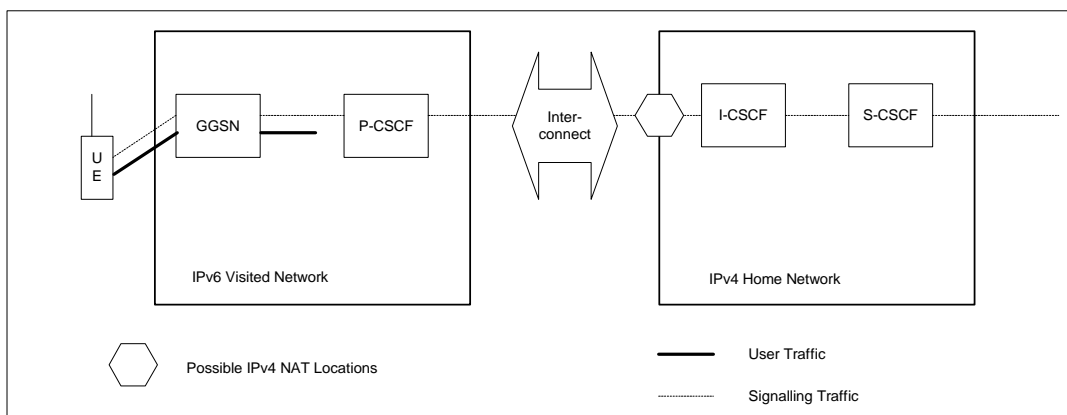 GGSN
P-CSCF
Inter-
connect
I-CSCF
S-CSCF
U
E
IPv6 Visited Network
IPv4 Home Network
Possible IPv4 NAT Locations
User Traffic
Signalling Traffic